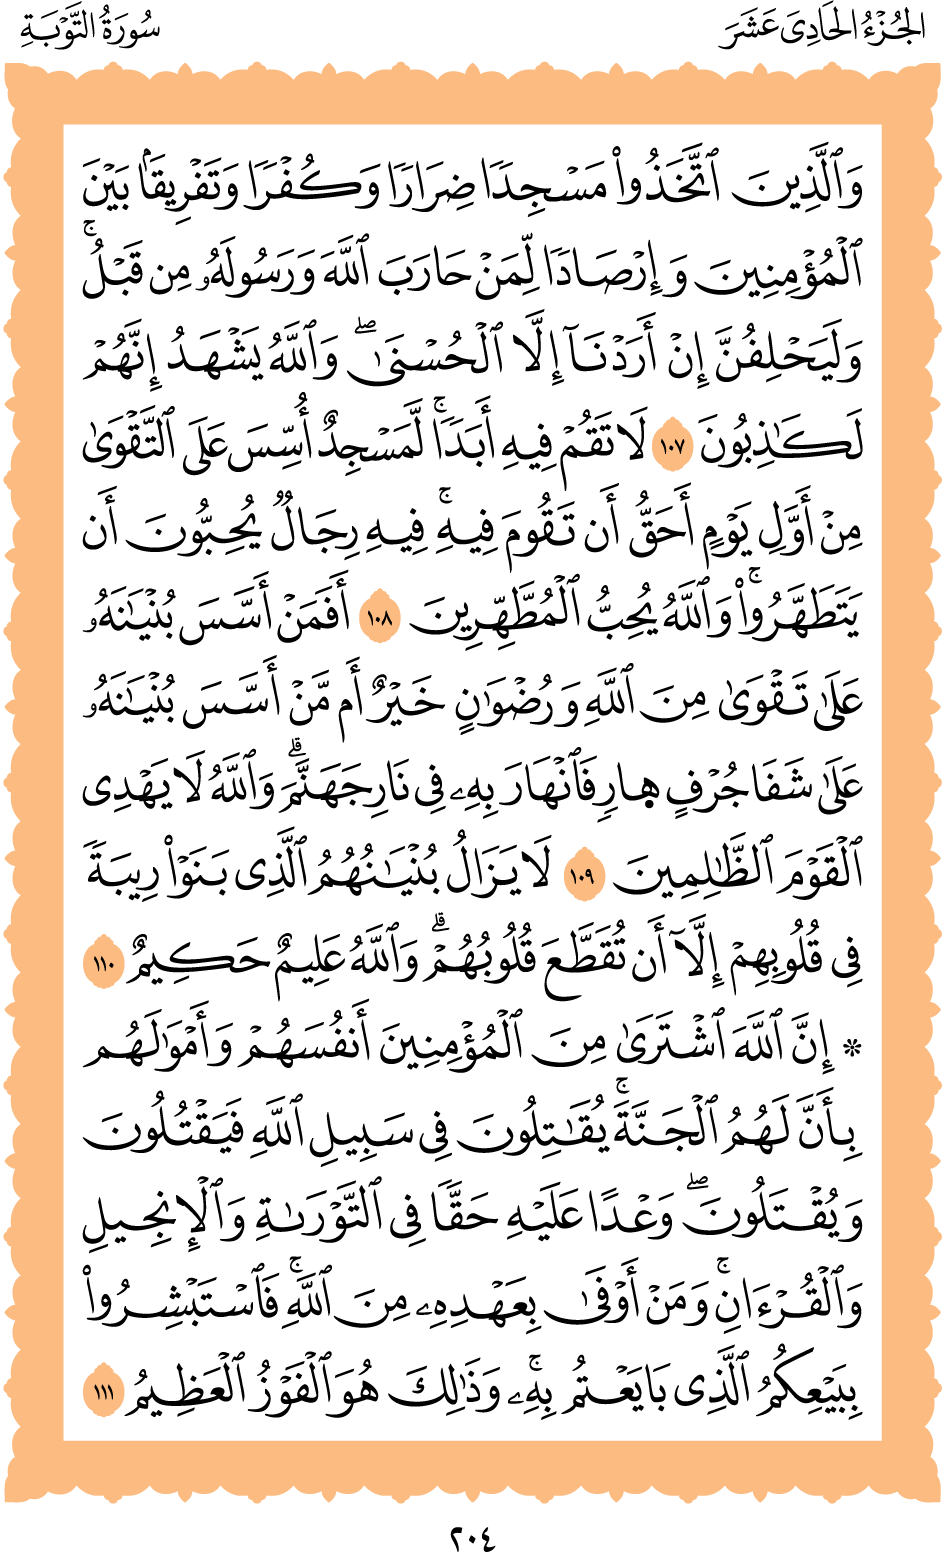 الجُزْءُ الحَادِىَ عَشَرَ
سُورَةُ التَّوْبَةِ
وَٱلَّذِينَ ٱتَّخَذُوا۟ مَسْجِدًا ضِرَارًا وَكُفْرًا وَتَفْرِيقًۢا بَيْنَ
ٱلْمُؤْمِنِينَ وَإِرْصَادًا لِّمَنْ حَارَبَ ٱللَّهَ وَرَسُولَهُۥ مِن قَبْلُ ۚ
وَلَيَحْلِفُنَّ إِنْ أَرَدْنَآ إِلَّا ٱلْحُسْنَىٰ ۖ وَٱللَّهُ يَشْهَدُ إِنَّهُمْ
لَكَـٰذِبُونَ ١٠٧ لَا تَقُمْ فِيهِ أَبَدًا ۚ لَّمَسْجِدٌ أُسِّسَ عَلَى ٱلتَّقْوَىٰ
مِنْ أَوَّلِ يَوْمٍ أَحَقُّ أَن تَقُومَ فِيهِ ۚ فِيهِ رِجَالٌ يُحِبُّونَ أَن
يَتَطَهَّرُوا۟ ۚ وَٱللَّهُ يُحِبُّ ٱلْمُطَّهِّرِينَ ١٠٨ أَفَمَنْ أَسَّسَ بُنْيَـٰنَهُۥ
عَلَىٰ تَقْوَىٰ مِنَ ٱللَّهِ وَرِضْوَٰنٍ خَيْرٌ أَم مَّنْ أَسَّسَ بُنْيَـٰنَهُۥ
عَلَىٰ شَفَا جُرْفٍ هَارٍ فَٱنْهَارَ بِهِۦ فِى نَارِ جَهَنَّمَ ۗ وَٱللَّهُ لَا يَهْدِى
ٱلْقَوْمَ ٱلظَّـٰلِمِينَ ١٠٩ لَا يَزَالُ بُنْيَـٰنُهُمُ ٱلَّذِى بَنَوْا۟ رِيبَةً
فِى قُلُوبِهِمْ إِلَّآ أَن تُقَطَّعَ قُلُوبُهُمْ ۗ وَٱللَّهُ عَلِيمٌ حَكِيمٌ ١١٠
* إِنَّ ٱللَّهَ ٱشْتَرَىٰ مِنَ ٱلْمُؤْمِنِينَ أَنفُسَهُمْ وَأَمْوَٰلَهُم
بِأَنَّ لَهُمُ ٱلْجَنَّةَ ۚ يُقَـٰتِلُونَ فِى سَبِيلِ ٱللَّهِ فَيَقْتُلُونَ
وَيُقْتَلُونَ ۖ وَعْدًا عَلَيْهِ حَقًّا فِى ٱلتَّوْرَىٰةِ وَٱلْإِنجِيلِ
وَٱلْقُرْءَانِ ۚ وَمَنْ أَوْفَىٰ بِعَهْدِهِۦ مِنَ ٱللَّهِ ۚ فَٱسْتَبْشِرُوا۟
بِبَيْعِكُمُ ٱلَّذِى بَايَعْتُم بِهِۦ ۚ وَذَٰلِكَ هُوَ ٱلْفَوْزُ ٱلْعَظِيمُ ١١١
٢٠٤